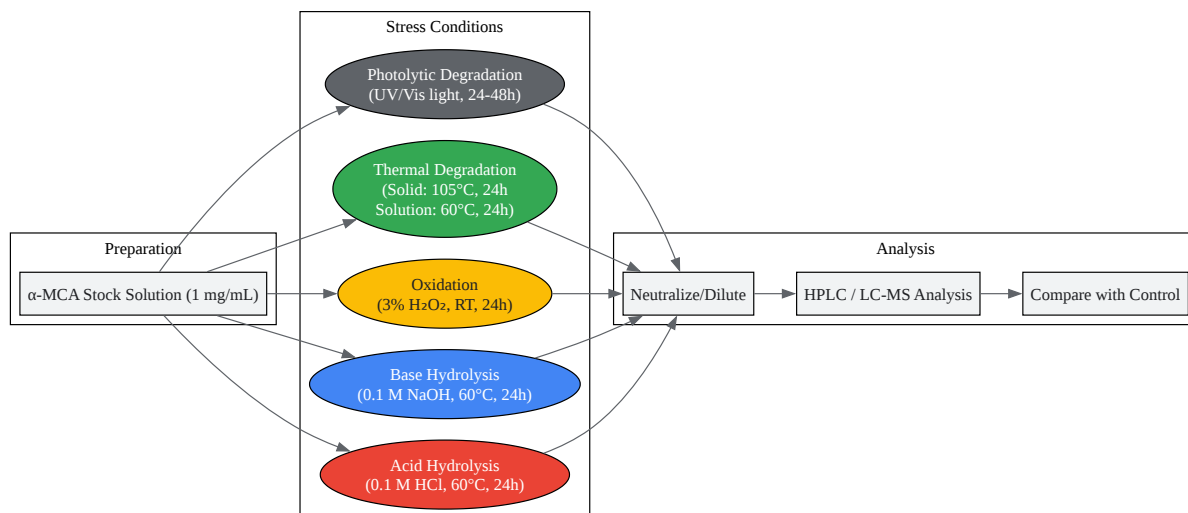 Stress Conditions
Photolytic Degradation
(UV/Vis light, 24-48h)
Thermal Degradation
(Solid: 105°C, 24h
Solution: 60°C, 24h)
Preparation
α-MCA Stock Solution (1 mg/mL)
Oxidation
(3% H₂O₂, RT, 24h)
Base Hydrolysis
(0.1 M NaOH, 60°C, 24h)
Acid Hydrolysis
(0.1 M HCl, 60°C, 24h)
Analysis
Neutralize/Dilute
HPLC / LC-MS Analysis
Compare with Control